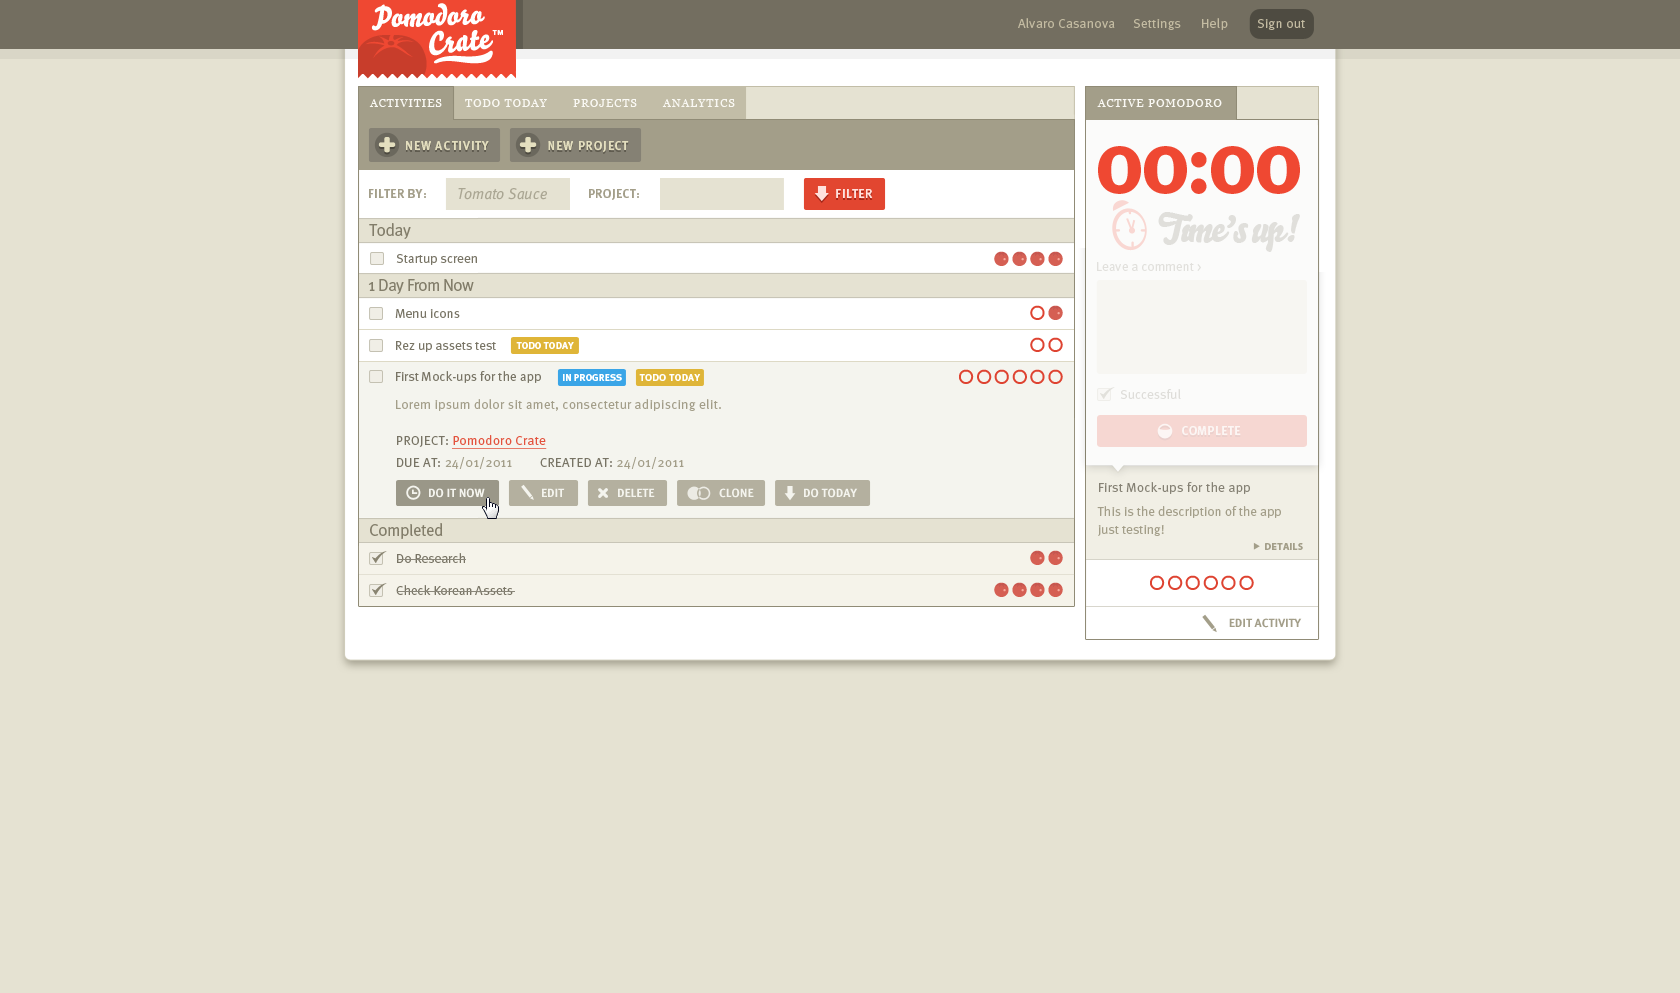 Pomodoro
Crate™
Alvaro Casanova Settings Help Sign out
ACTIVITIES TODO TODAY PROJECTS ANALYTICS
NEW ACTIVITY NEW PROJECT
FILTER BY: Tomato Sauce PROJECT: FILTER
Today
Startup screen
1 Day From Now
Menu icons
Rez up assets test TODO TODAY
First Mock-ups for the app IN PROGRESS TODO TODAY
Lorem ipsum dolor sit amet, consectetur adipiscing elit.
PROJECT: Pomodoro Crate
DUE AT: 24/01/2011 CREATED AT: 24/01/2011
DO IT NOW EDIT DELETE CLONE DO TODAY
Completed
Do Research
Check Korean Assets
ACTIVE POMODORO
00:00
Time's up!
Leave a comment ›
Successful
COMPLETE
First Mock-ups for the app
This is the description of the app
just testing!
DETAILS
EDIT ACTIVITY